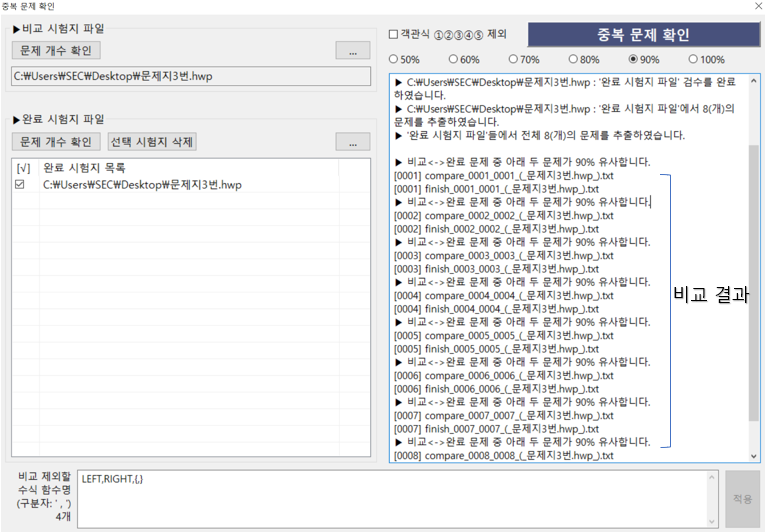 중복 문제 확인
▶비교 시험지 파일
문제 개수 확인
...
C:₩Users₩SEC₩Desktop₩문제지3번.hwp
▶완료 시험지 파일
문제 개수 확인
선택 시험지 삭제
...
[√] 완료 시험지 목록
C:₩Users₩SEC₩Desktop₩문제지3번.hwp
객관식 ①②③④⑤ 제외
중복 문제 확인
50% 60% 70% 80% 90% 100%
▶ C:₩Users₩SEC₩Desktop₩문제지3번.hwp : '완료 시험지 파일' 검수를 완료
하였습니다.
▶ C:₩Users₩SEC₩Desktop₩문제지3번.hwp : '완료 시험지 파일'에서 8(개)의
문제를 추출하였습니다.
▶ '완료 시험지 파일'들에서 전체 8(개)의 문제를 추출하였습니다.
▶ 비교<->완료 문제 중 아래 두 문제가 90% 유사합니다.
[0001] compare_0001_0001_(_문제지3번.hwp_).txt
[0001] finish_0001_0001_(_문제지3번.hwp_).txt
▶ 비교<->완료 문제 중 아래 두 문제가 90% 유사합니다.
[0002] compare_0002_0002_(_문제지3번.hwp_).txt
[0002] finish_0002_0002_(_문제지3번.hwp_).txt
▶ 비교<->완료 문제 중 아래 두 문제가 90% 유사합니다.
[0003] compare_0003_0003_(_문제지3번.hwp_).txt
[0003] finish_0003_0003_(_문제지3번.hwp_).txt
▶ 비교<->완료 문제 중 아래 두 문제가 90% 유사합니다.
[0004] compare_0004_0004_(_문제지3번.hwp_).txt
[0004] finish_0004_0004_(_문제지3번.hwp_).txt
▶ 비교<->완료 문제 중 아래 두 문제가 90% 유사합니다.
[0005] compare_0005_0005_(_문제지3번.hwp_).txt
[0005] finish_0005_0005_(_문제지3번.hwp_).txt
▶ 비교<->완료 문제 중 아래 두 문제가 90% 유사합니다.
[0006] compare_0006_0006_(_문제지3번.hwp_).txt
[0006] finish_0006_0006_(_문제지3번.hwp_).txt
▶ 비교<->완료 문제 중 아래 두 문제가 90% 유사합니다.
[0007] compare_0007_0007_(_문제지3번.hwp_).txt
[0007] finish_0007_0007_(_문제지3번.hwp_).txt
▶ 비교<->완료 문제 중 아래 두 문제가 90% 유사합니다.
[0008] compare_0008_0008_(_문제지3번.hwp_).txt
비교 결과
비교 제외할
수식 함수명
(구분자: ' , ')
4개
LEFT,RIGHT,{,}
적용